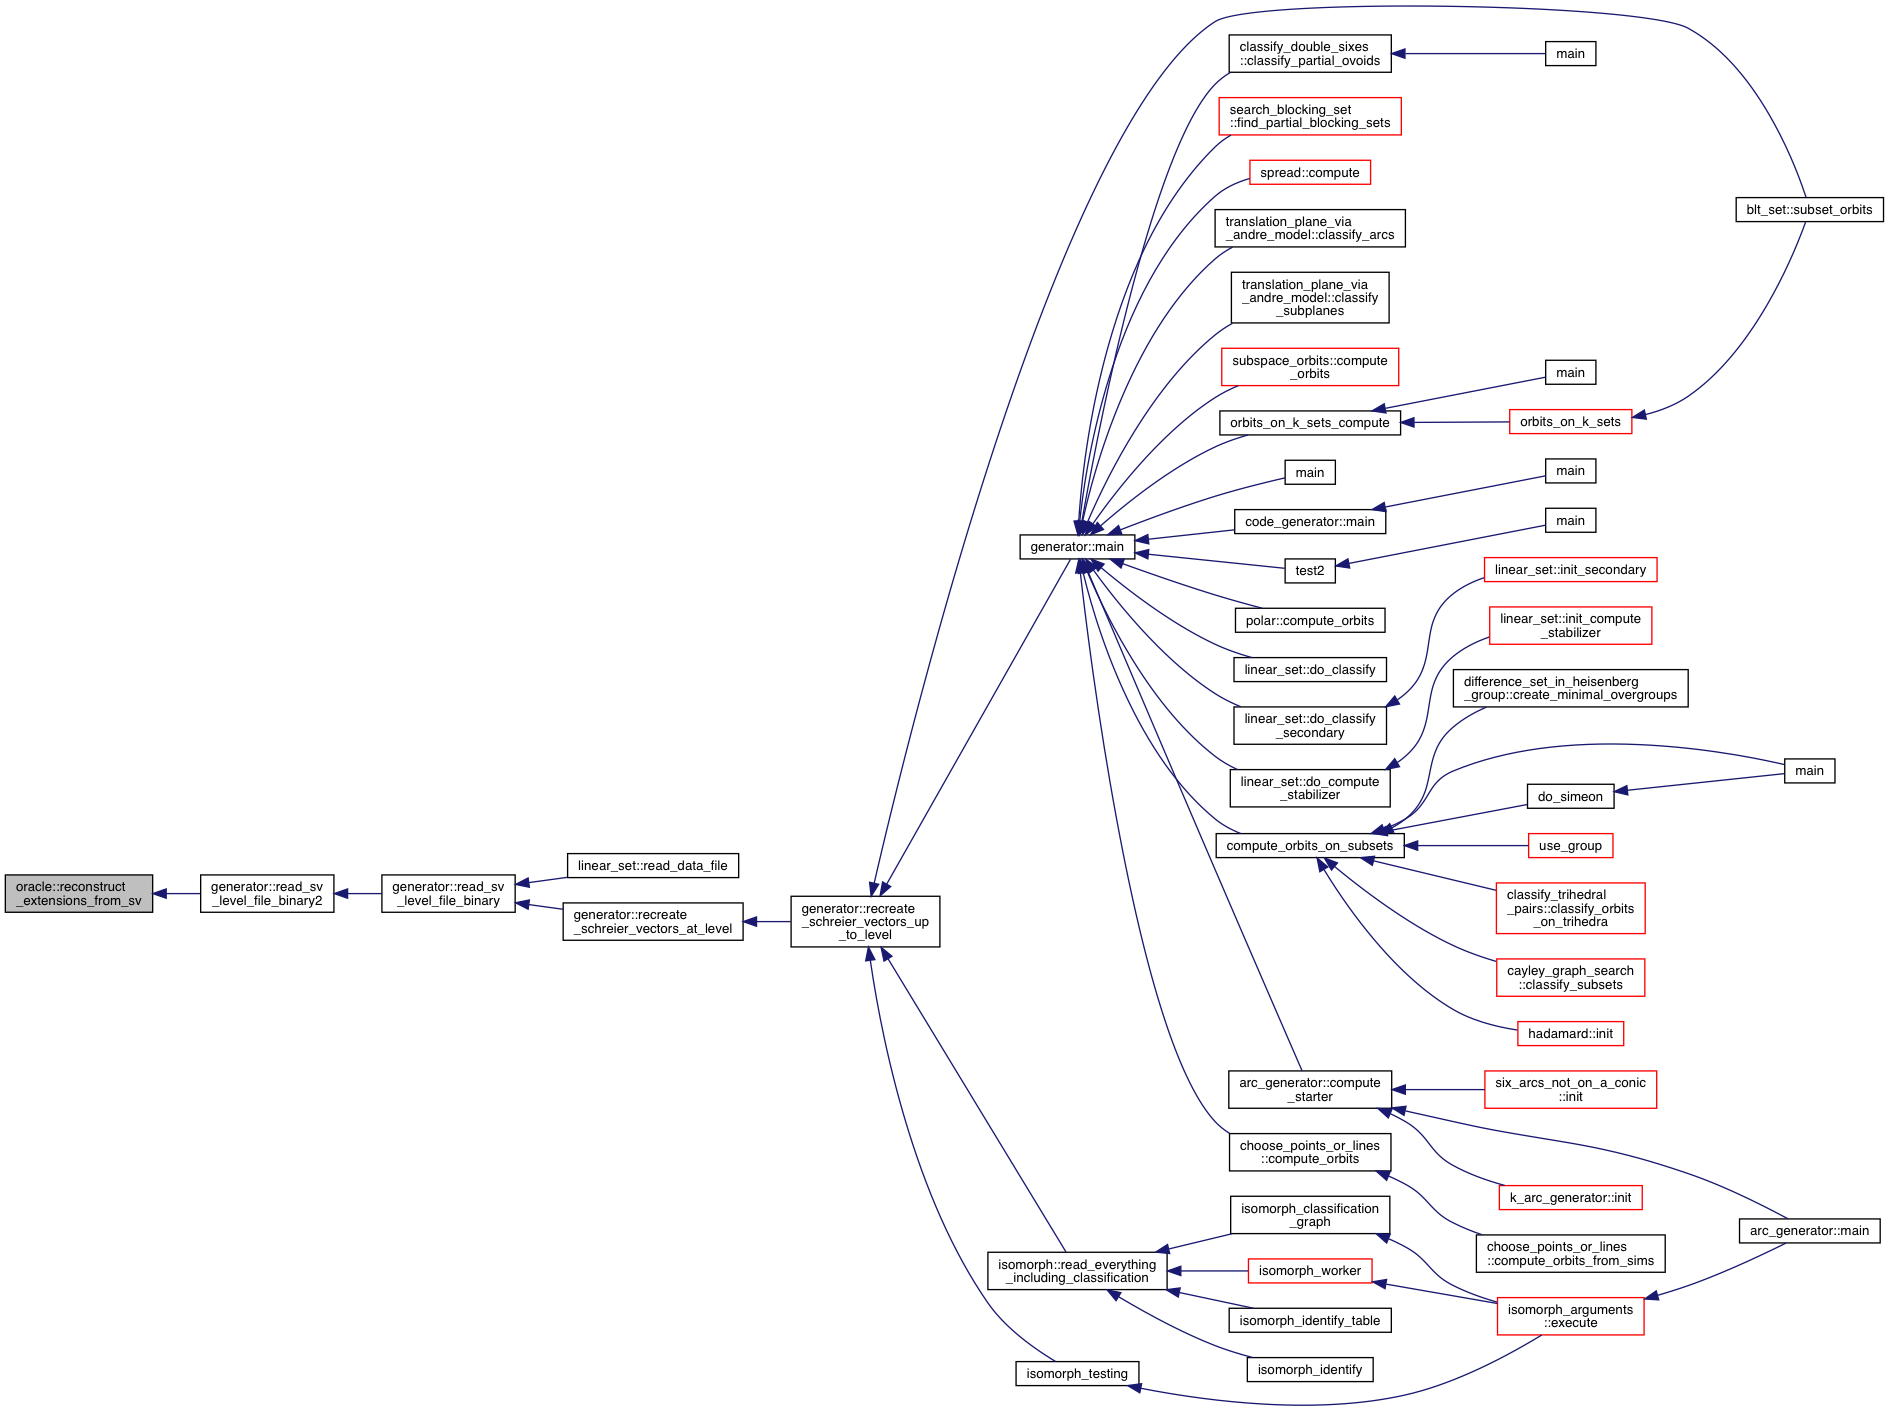 oracle::reconstruct
_extensions_from_sv
generator::read_sv
_level_file_binary2
generator::read_sv
_level_file_binary
linear_set::read_data_file
generator::recreate
_schreier_vectors_at_level
generator::recreate
_schreier_vectors_up
_to_level
generator::main
isomorph::read_everything
_including_classification
isomorph_testing
classify_double_sixes
::classify_partial_ovoids
search_blocking_set
::find_partial_blocking_sets
spread::compute
translation_plane_via
_andre_model::classify_arcs
translation_plane_via
_andre_model::classify
_subplanes
subspace_orbits::compute
_orbits
orbits_on_k_sets_compute
main
code_generator::main
test2
polar::compute_orbits
linear_set::do_classify
linear_set::do_classify
_secondary
linear_set::do_compute
_stabilizer
compute_orbits_on_subsets
arc_generator::compute
_starter
choose_points_or_lines
::compute_orbits
isomorph_classification
_graph
isomorph_worker
isomorph_identify_table
isomorph_identify
main
main
orbits_on_k_sets
main
main
linear_set::init_secondary
linear_set::init_compute
_stabilizer
difference_set_in_heisenberg
_group::create_minimal_overgroups
do_simeon
use_group
classify_trihedral
_pairs::classify_orbits
_on_trihedra
cayley_graph_search
::classify_subsets
hadamard::init
six_arcs_not_on_a_conic
::init
k_arc_generator::init
choose_points_or_lines
::compute_orbits_from_sims
isomorph_arguments
::execute
blt_set::subset_orbits
main
arc_generator::main